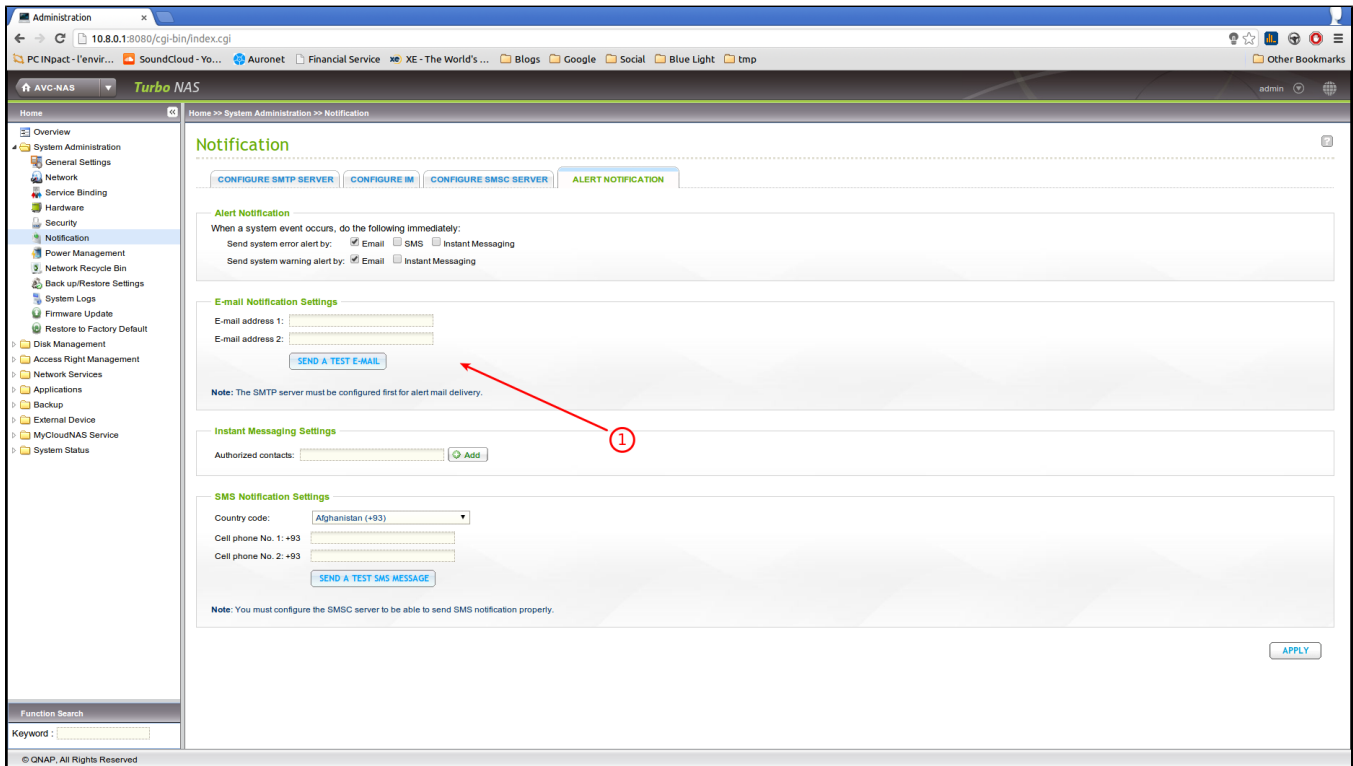 Administration ×
10.8.0.1:8080/cgi-bin/index.cgi
PC INpact - l'envir... SoundCloud - Yo... Auronet Financial Service XE - The World's ... Blogs Google Social Blue Light tmp Other Bookmarks
AVC-NAS Turbo NAS admin
Home
Home >> System Administration >> Notification
Overview
System Administration
General Settings
Network
Service Binding
Hardware
Security
Notification
Power Management
Network Recycle Bin
Back up/Restore Settings
System Logs
Firmware Update
Restore to Factory Default
Disk Management
Access Right Management
Network Services
Applications
Backup
External Device
MyCloudNAS Service
System Status
Function Search
Keyword :
Notification ?
CONFIGURE SMTP SERVER CONFIGURE IM CONFIGURE SMSC SERVER ALERT NOTIFICATION
Alert Notification
When a system event occurs, do the following immediately:
Send system error alert by: Email SMS Instant Messaging
Send system warning alert by: Email Instant Messaging
E-mail Notification Settings
E-mail address 1:
E-mail address 2:
SEND A TEST E-MAIL
Note: The SMTP server must be configured first for alert mail delivery.
1
Instant Messaging Settings
Authorized contacts: Add
SMS Notification Settings
Country code: Afghanistan (+93)
Cell phone No. 1: +93
Cell phone No. 2: +93
SEND A TEST SMS MESSAGE
Note: You must configure the SMSC server to be able to send SMS notification properly.
APPLY
© QNAP, All Rights Reserved